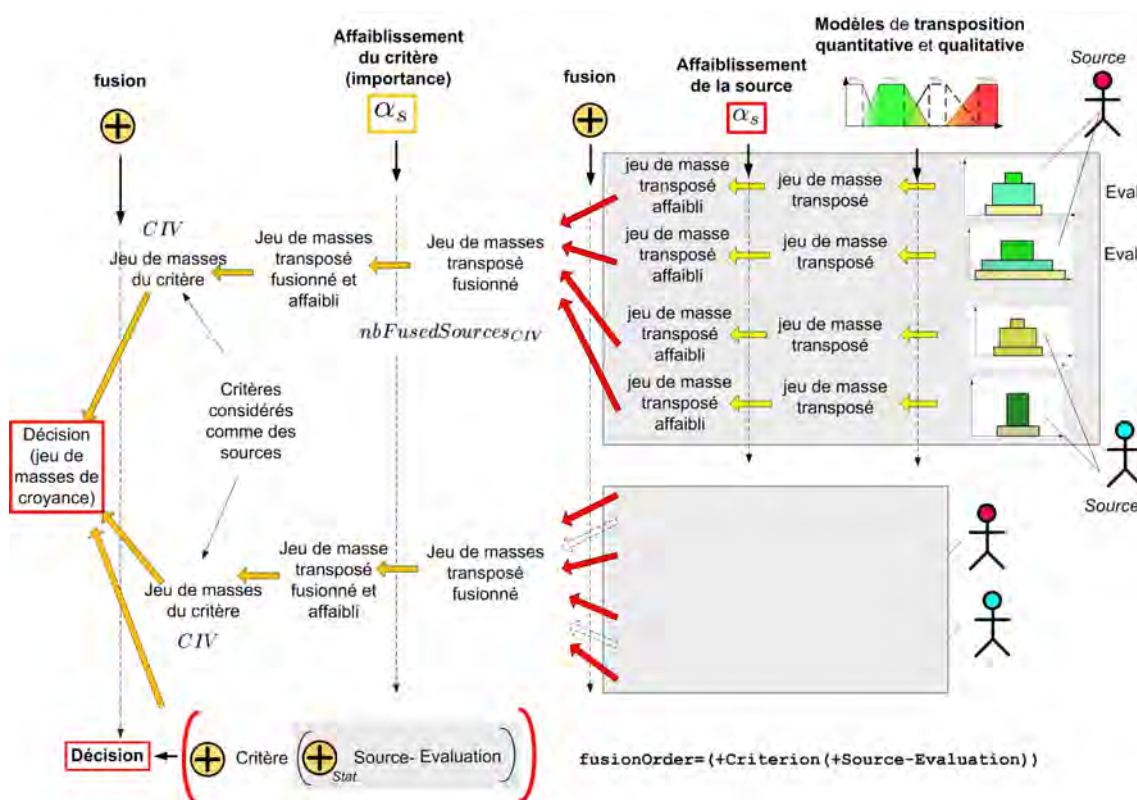 Modèles de transposition
quantitative et qualitative
Affaiblissement
du critère
(importance)
α_s
fusion
fusion
Affaiblissement
de la source
α_s
Source
jeu de masse
transposé
affaibli
jeu de masse
transposé
Eval
jeu de masse
transposé
affaibli
jeu de masse
transposé
Eval
jeu de masse
transposé
affaibli
jeu de masse
transposé
jeu de masse
transposé
affaibli
jeu de masse
transposé
Source
CIV
Jeu de masses
du critère
Jeu de masses
transposé
fusionné et
affaibli
Jeu de masses
transposé
fusionné
nbFusedSources_CIV
Critères
considérés
comme des
sources
Décision
(jeu de
masses de
croyance)
Jeu de masses
du critère
CIV
Jeu de masse
transposé
fusionné et
affaibli
Jeu de masses
transposé
fusionné
Décision
Critère
Stat.
Source- Evaluation
fusionOrder=(+Criterion(+Source-Evaluation))